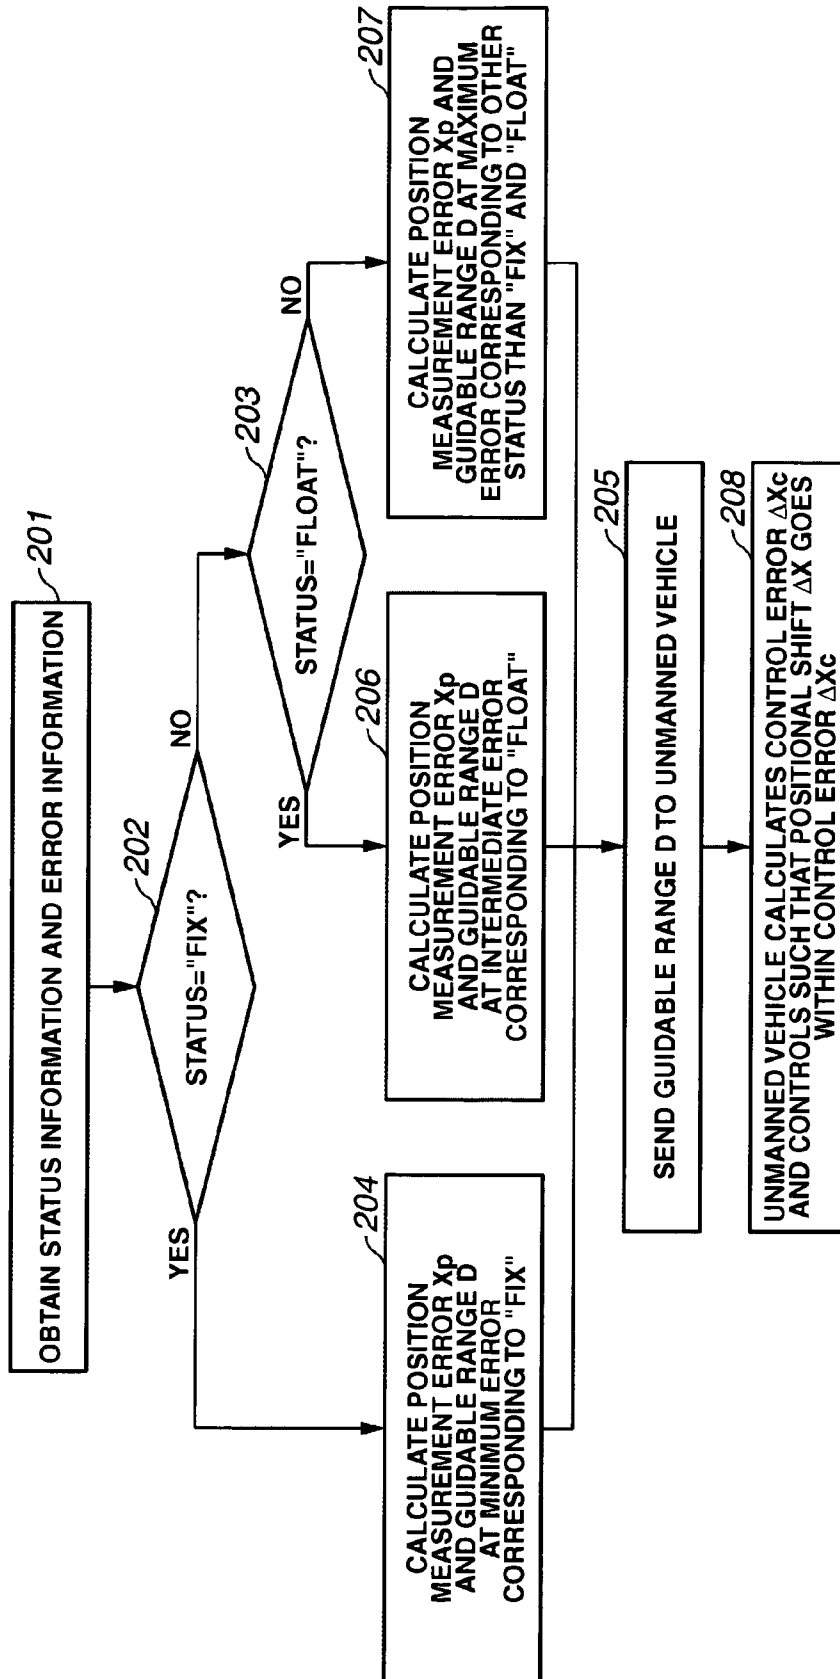 201
OBTAIN STATUS INFORMATION AND ERROR INFORMATION
202
STATUS="FIX"?
YES
NO
203
STATUS="FLOAT"?
YES
NO
204
CALCULATE POSITION
MEASUREMENT ERROR Xp
AND GUIDABLE RANGE D
AT MINIMUM ERROR
CORRESPONDING TO "FIX"
206
CALCULATE POSITION
MEASUREMENT ERROR Xp
AND GUIDABLE RANGE D
AT INTERMEDIATE ERROR
CORRESPONDING TO "FLOAT"
207
CALCULATE POSITION
MEASUREMENT ERROR Xp AND
GUIDABLE RANGE D AT MAXIMUM
ERROR CORRESPONDING TO OTHER
STATUS THAN "FIX" AND "FLOAT"
205
SEND GUIDABLE RANGE D TO UNMANNED VEHICLE
208
UNMANNED VEHICLE CALCULATES CONTROL ERROR ΔXc
AND CONTROLS SUCH THAT POSITIONAL SHIFT ΔX GOES
WITHIN CONTROL ERROR ΔXc